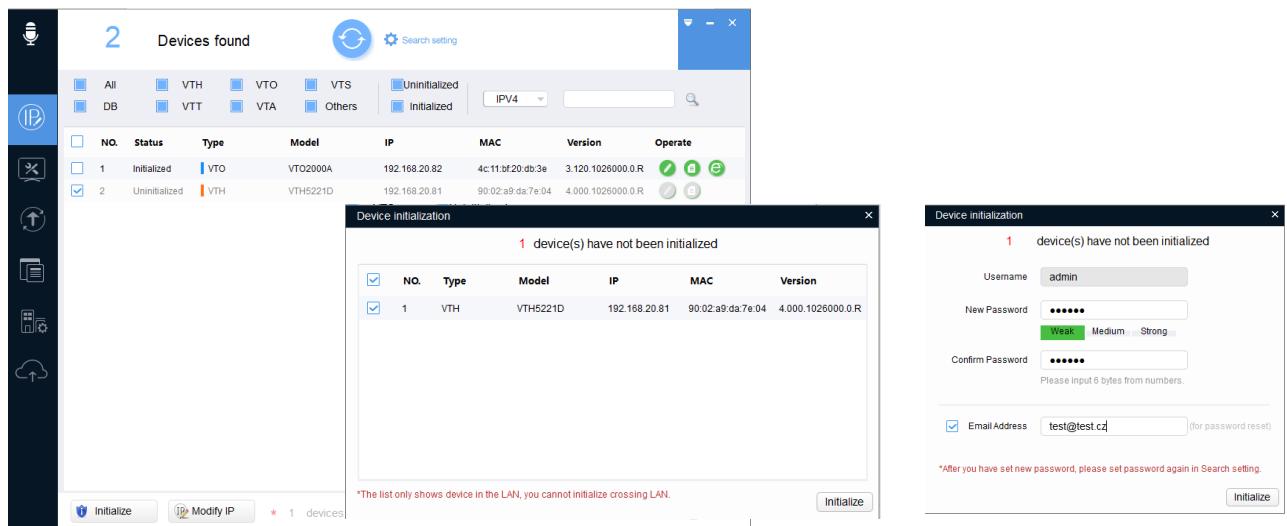 2 Devices found
Search setting
All VTH VTO VTS Uninitialized
DB VTT VTA Others Initialized
IPV4
NO. Status Type Model IP MAC Version Operate
1 Initialized VTO VTO2000A 192.168.20.82 4c:11:bf:20:db:3e 3.120.1026000.0.R
2 Uninitialized VTH VTH5221D 192.168.20.81 90:02:a9:da:7e:04 4.000.1026000.0.R
Initialize
Modify IP
* 1 devices
Device initialization
1 device(s) have not been initialized
NO. Type Model IP MAC Version
1 VTH VTH5221D 192.168.20.81 90:02:a9:da:7e:04 4.000.1026000.0.R
*The list only shows device in the LAN, you cannot initialize crossing LAN.
Initialize
Device initialization
1 device(s) have not been initialized
Username admin
New Password ●●●●●●
Weak Medium Strong
Confirm Password ●●●●●●
Please input 6 bytes from numbers.
Email Address test@test.cz (for password reset)
*After you have set new password, please set password again in Search setting.
Initialize